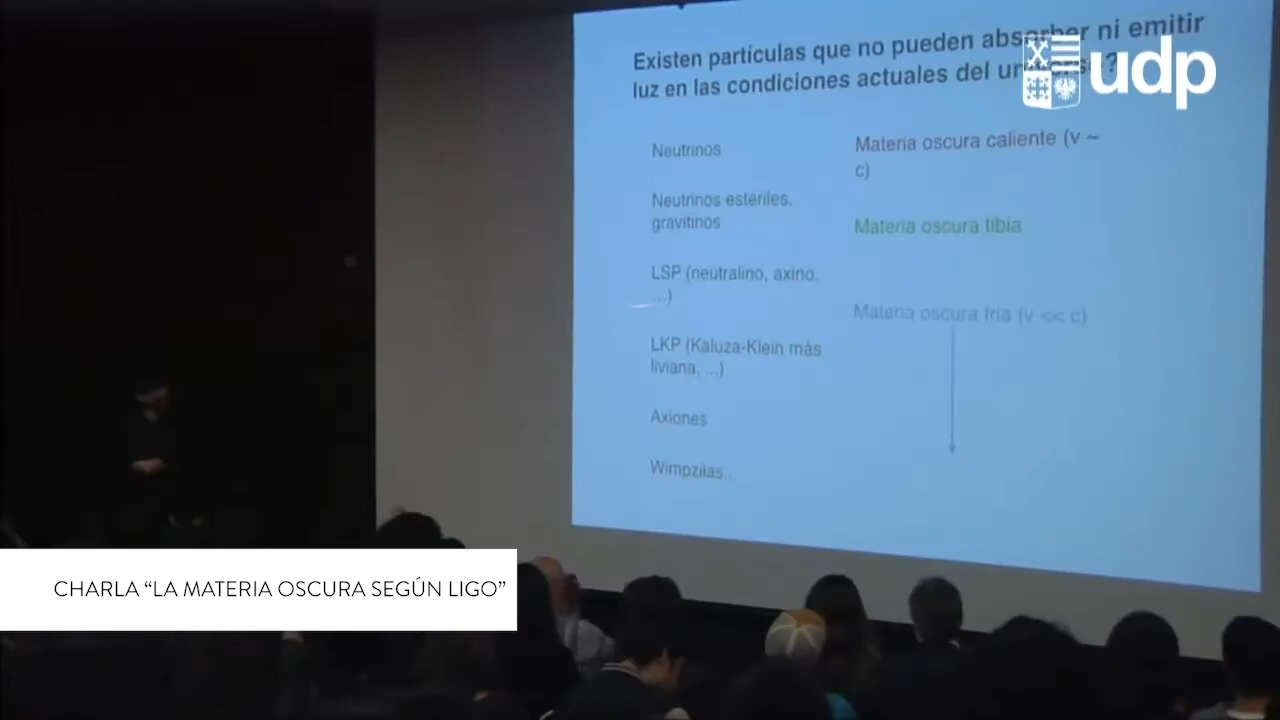 Existen partículas que no pueden absorber ni emitir
luz en las condiciones actuales del universo?
udp
Neutrinos
Materia oscura caliente (v ~
c)
Neutrinos estériles,
gravitinos
Materia oscura tibia
LSP (neutralino, axino,
...)
Materia oscura fría (v << c)
LKP (Kaluza-Klein más
liviana, ...)
Axiones
Wimpzilas..
CHARLA “LA MATERIA OSCURA SEGÚN LIGO”